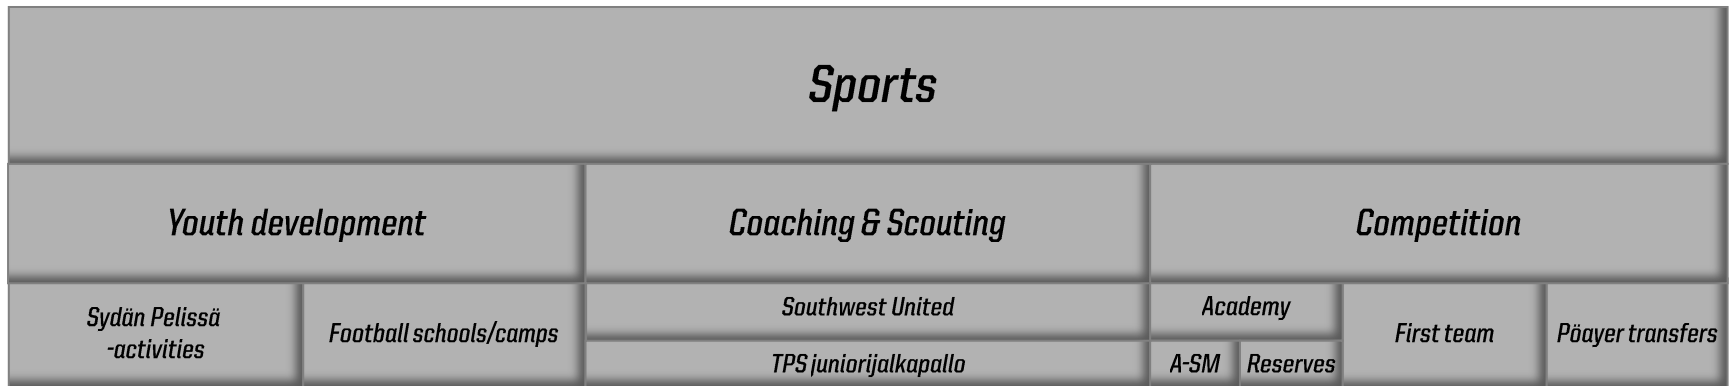 Sports
Youth development
Coaching & Scouting
Competition
Sydän Pelissä
-activities
Football schools/camps
Southwest United
TPS juniorijalkapallo
Academy
A-SM
Reserves
First team
Pöayer transfers